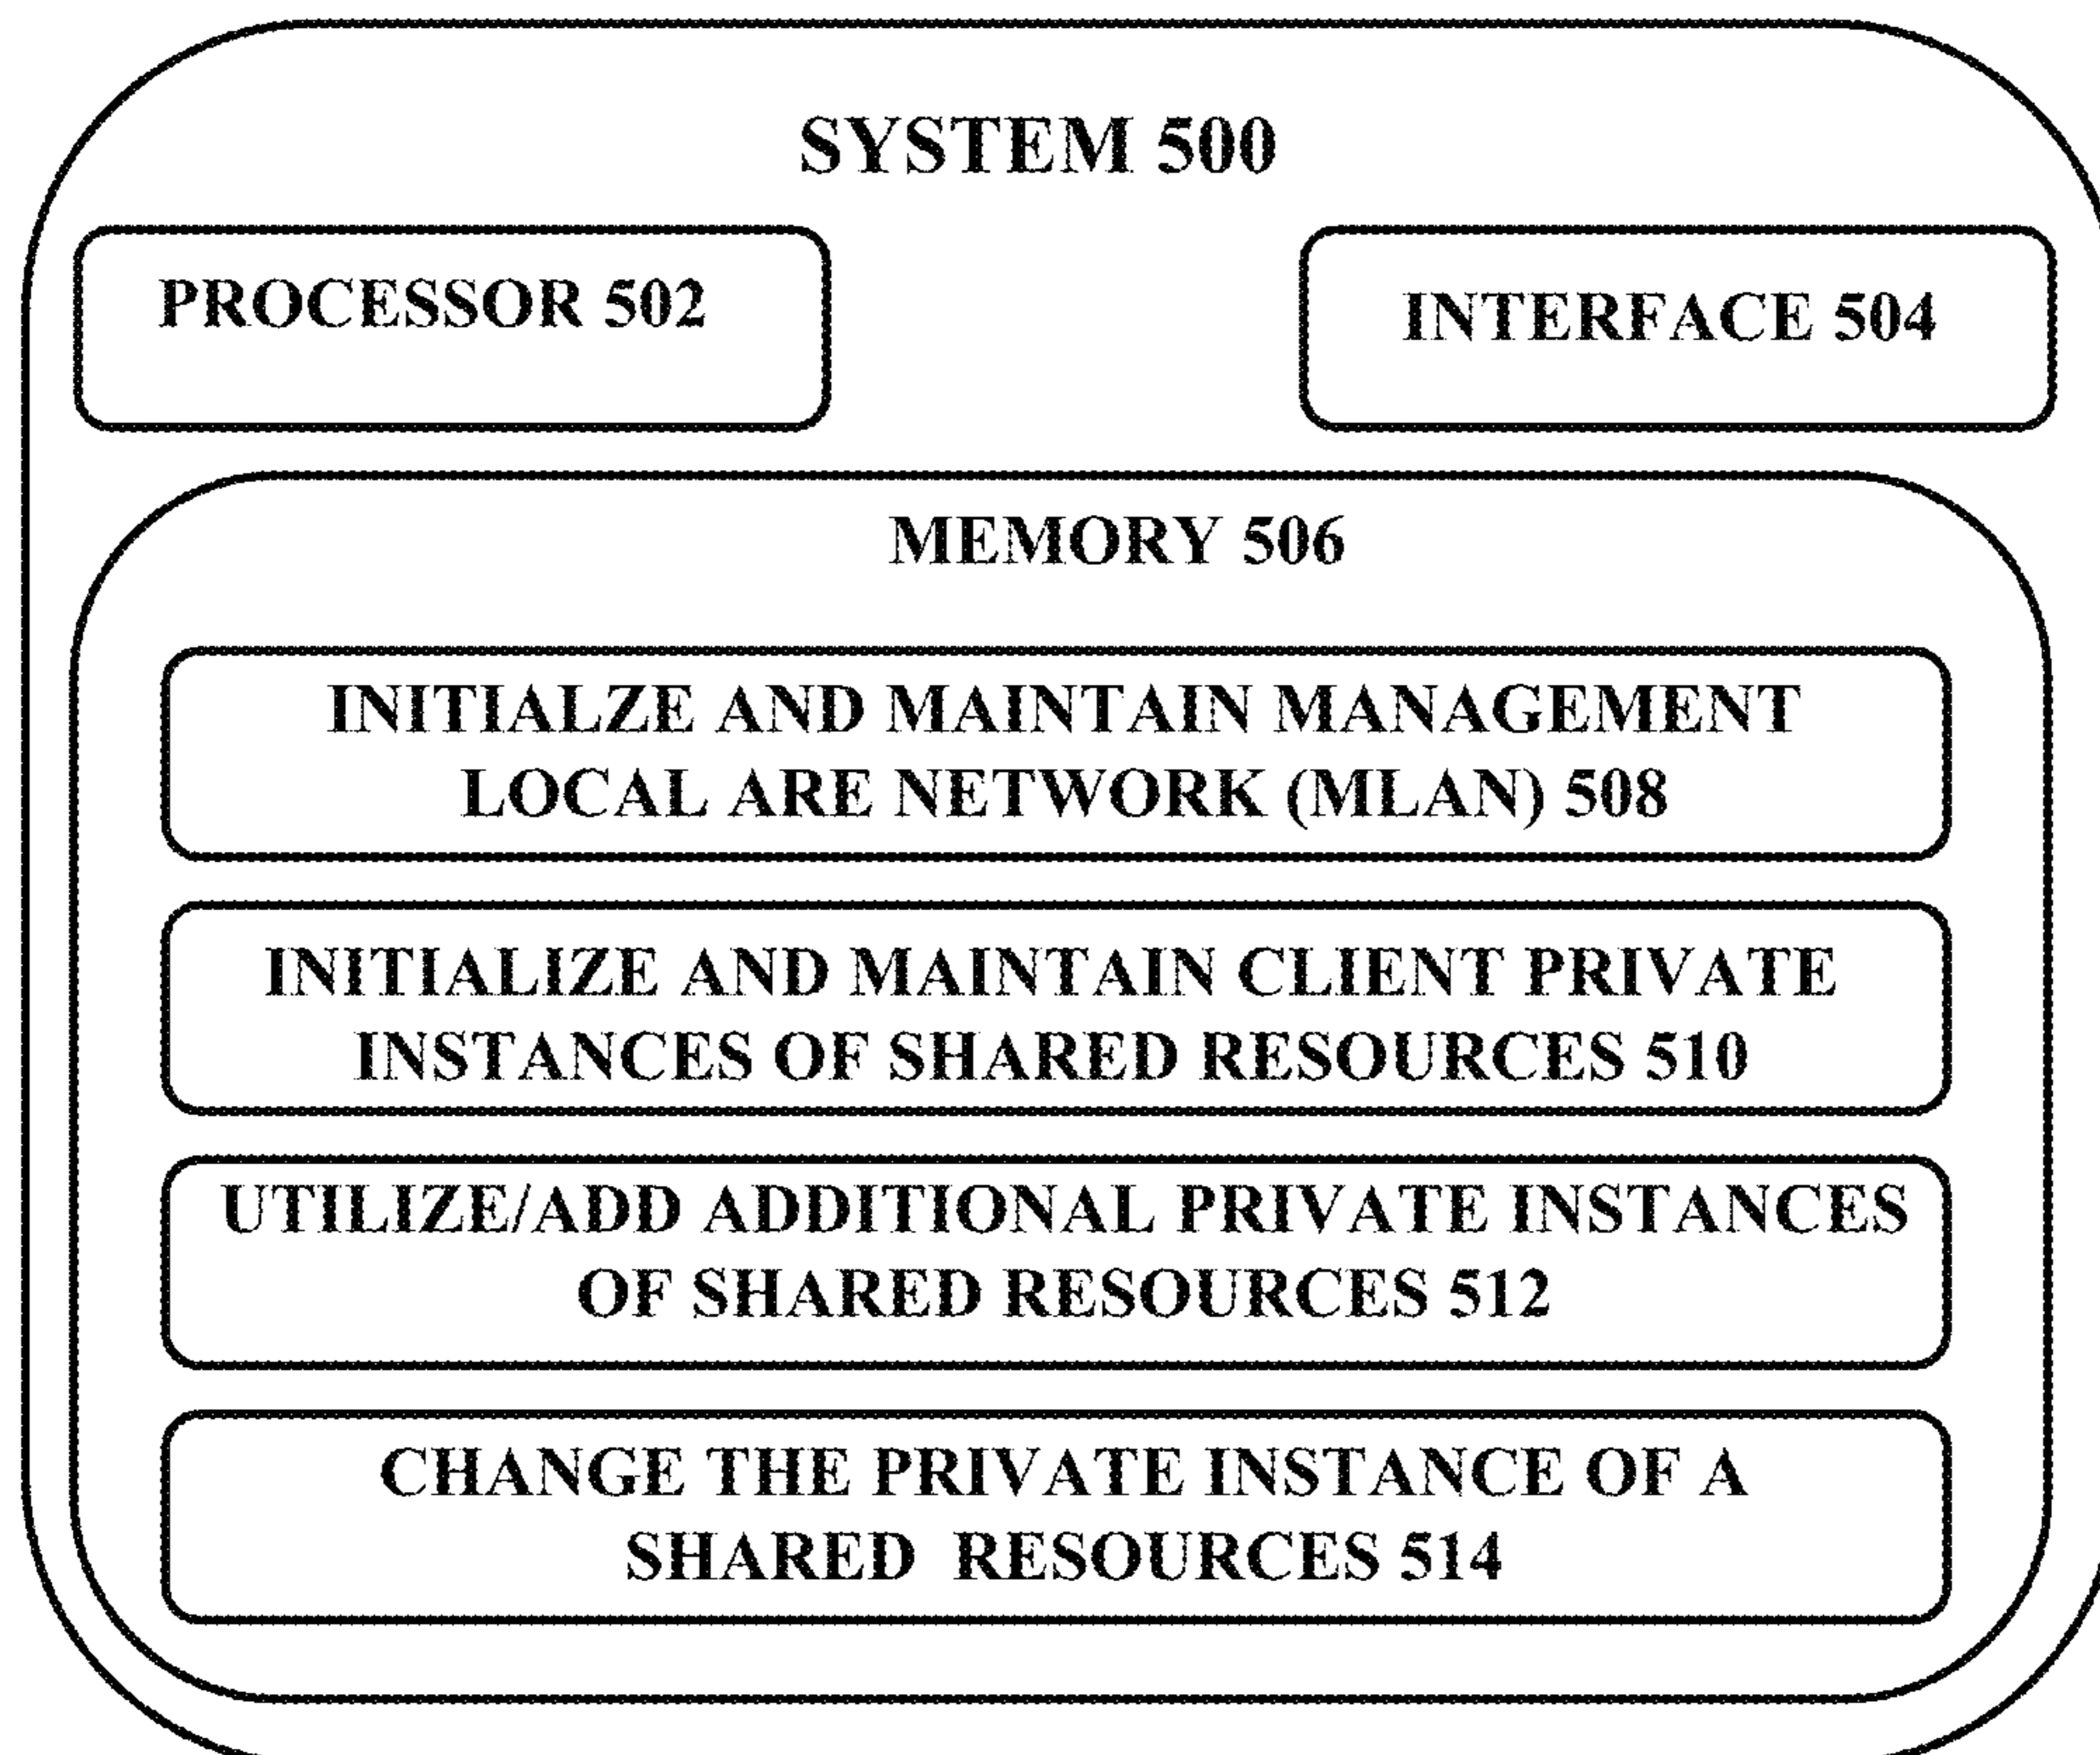 SYSTEM 500
PROCESSOR 502
INTERFACE 504
MEMORY 506
INITIALZE AND MAINTAIN MANAGEMENT
LOCAL ARE NETWORK (MLAN) 508
INITIALIZE AND MAINTAIN CLIENT PRIVATE
INSTANCES OF SHARED RESOURCES 510
UTILIZE/ADD ADDITIONAL PRIVATE INSTANCES
OF SHARED RESOURCES 512
CHANGE THE PRIVATE INSTANCE OF A
SHARED RESOURCES 514